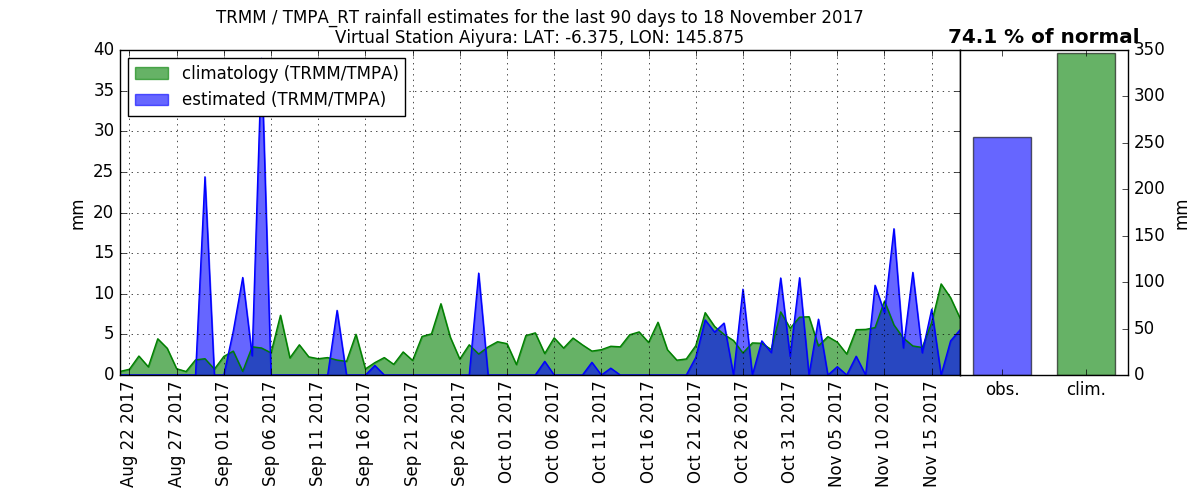 TRMM / TMPA_RT rainfall estimates for the last 90 days to 18 November 2017
Virtual Station Aiyura: LAT: -6.375, LON: 145.875
74.1 % of normal
climatology (TRMM/TMPA)
estimated (TRMM/TMPA)
40
35
30
25
20
15
10
5
0
mm
Aug 22 2017
Aug 27 2017
Sep 01 2017
Sep 06 2017
Sep 11 2017
Sep 16 2017
Sep 21 2017
Sep 26 2017
Oct 01 2017
Oct 06 2017
Oct 11 2017
Oct 16 2017
Oct 21 2017
Oct 26 2017
Oct 31 2017
Nov 05 2017
Nov 10 2017
Nov 15 2017
obs.
clim.
350
300
250
200
150
100
50
0
mm